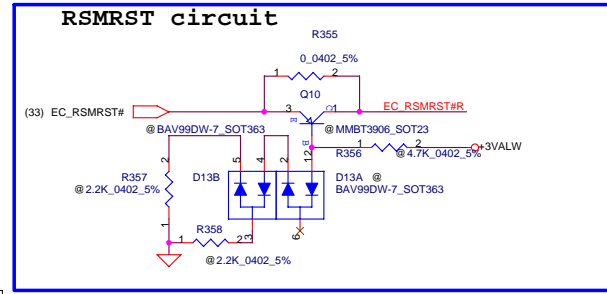 RSMRST circuit
R355
0_0402_5%
1 2
Q10
(33) EC_RSMRST# 3 1 EC_RSMRST#R
E C
@BAV99DW-7_SOT363 @MMBT3906_SOT23
B
R356 1 2 +3VALW
@4.7K_0402_5%
2 5 4 2 1
R357 D13B D13A @
@2.2K_0402_5% BAV99DW-7_SOT363
1 R358
1 2 3 6
@2.2K_0402_5%